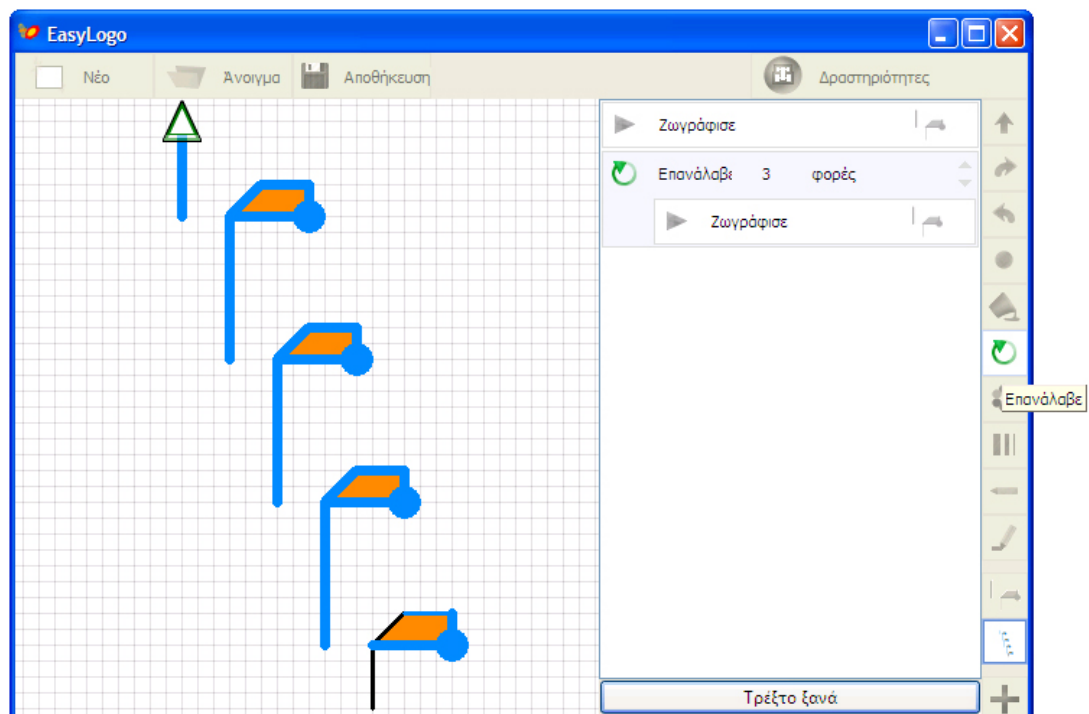 EasyLogo
Νέο Άνοιγμα Αποθήκευση Δραστηριότητες
Ζωγράφισε
Επανάλαβε 3 φορές
Ζωγράφισε
Επανάλαβε
Τρέξτο ξανά